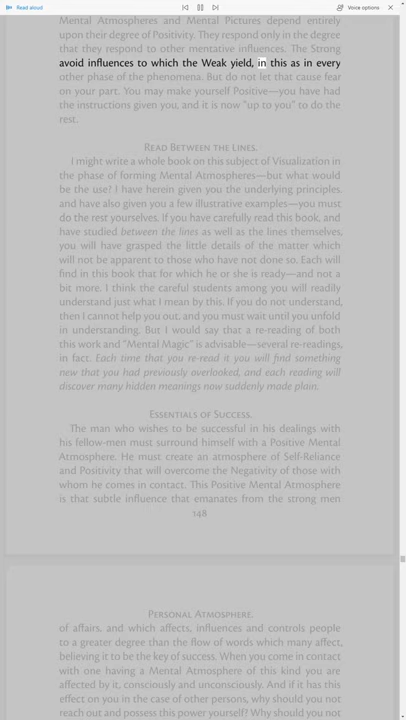 Read aloud
Voice options
Mental Atmospheres and Mental Pictures depend entirely
upon their degree of Positivity. They respond only in the degree
that they respond to other mentative influences. The Strong
avoid influences to which the Weak yield, in this as in every
other phase of the phenomena. But do not let that cause fear
on your part. You may make yourself Positive—you have had
the instructions given you, and it is now "up to you" to do the
rest.
READ BETWEEN THE LINES.
I might write a whole book on this subject of Visualization in
the phase of forming Mental Atmospheres—but what would
be the use? I have herein given you the underlying principles,
and have also given you a few illustrative examples—you must
do the rest yourselves. If you have carefully read this book, and
have studied between the lines as well as the lines themselves,
you will have grasped the little details of the matter which
will not be apparent to those who have not done so. Each will
find in this book that for which he or she is ready—and not a
bit more. I think the careful students among you will readily
understand just what I mean by this. If you do not understand,
then I cannot help you out, and you must wait until you unfold
in understanding. But I would say that a re-reading of both
this work and "Mental Magic" is advisable—several re-readings,
in fact. Each time that you re-read it you will find something
new that you had previously overlooked, and each reading will
discover many hidden meanings now suddenly made plain.
ESSENTIALS OF SUCCESS.
The man who wishes to be successful in his dealings with
his fellow-men must surround himself with a Positive Mental
Atmosphere. He must create an atmosphere of Self-Reliance
and Positivity that will overcome the Negativity of those with
whom he comes in contact. This Positive Mental Atmosphere
is that subtle influence that emanates from the strong men
148
PERSONAL ATMOSPHERE.
of affairs, and which affects, influences and controls people
to a greater degree than the flow of words which many affect,
believing it to be the key of success. When you come in contact
with one having a Mental Atmosphere of this kind you are
affected by it, consciously and unconsciously. And if it has this
effect on you in the case of other persons, why should you not
reach out and possess this power yourself? Why should you not